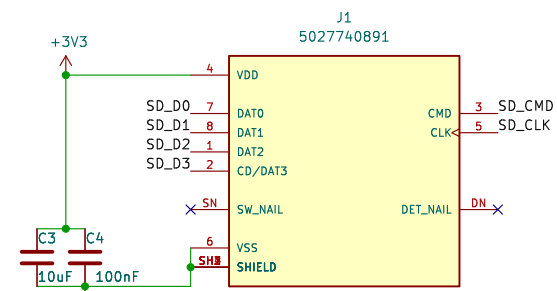 J1
5027740891
+3V3
4 VDD
SD_D0 7 DAT0 CMD 3 SD_CMD
SD_D1 8 DAT1 CLK 5 SD_CLK
SD_D2 1 DAT2
SD_D3 2 CD/DAT3
SN SW_NAIL DET_NAIL DN
C3 C4
6 VSS
SHIELD
10uF 100nF